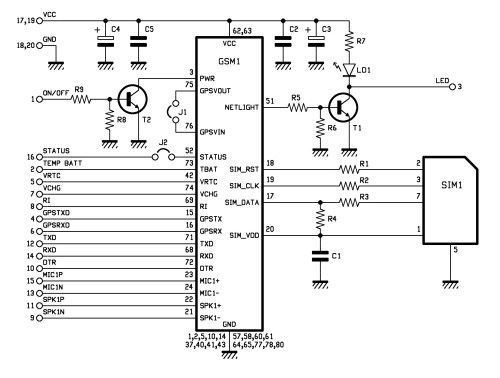 17,19 VCC
18,20 GND
C4
C5
62,63
VCC
GSM1
C2
C3
R7
LD1
LED
3
1 ON/OFF
R9
R8
T2
3 PWR
75 GPSVOUT
J1
76 GPSVIN
NETLIGHT 51
R5
R6
T1
16 STATUS J2 52 STATUS
2 TEMP BATT 73 TBAT
5 VRTC 42 VRTC
7 VCHG 74 VCHG
8 RI 69 RI
4 GPSTXD 15 GPSTX
6 GPSRXD 16 GPSRX
12 TXD 71 TXD
14 RXD 68 RXD
10 DTR 72 DTR
15 MIC1P 23 MIC1+
13 MIC1N 24 MIC1-
11 SPK1P 22 SPK1+
9 SPK1N 21 SPK1-
SIM_RST 18 R1 2
SIM_CLK 19 R2 3
SIM_DATA 17 R3 7
R4
SIM_VDD 20 1
C1
SIM1
5
GND
1,2,5,10,14 57,58,60,61
37,40,41,43 64,65,77,78,80